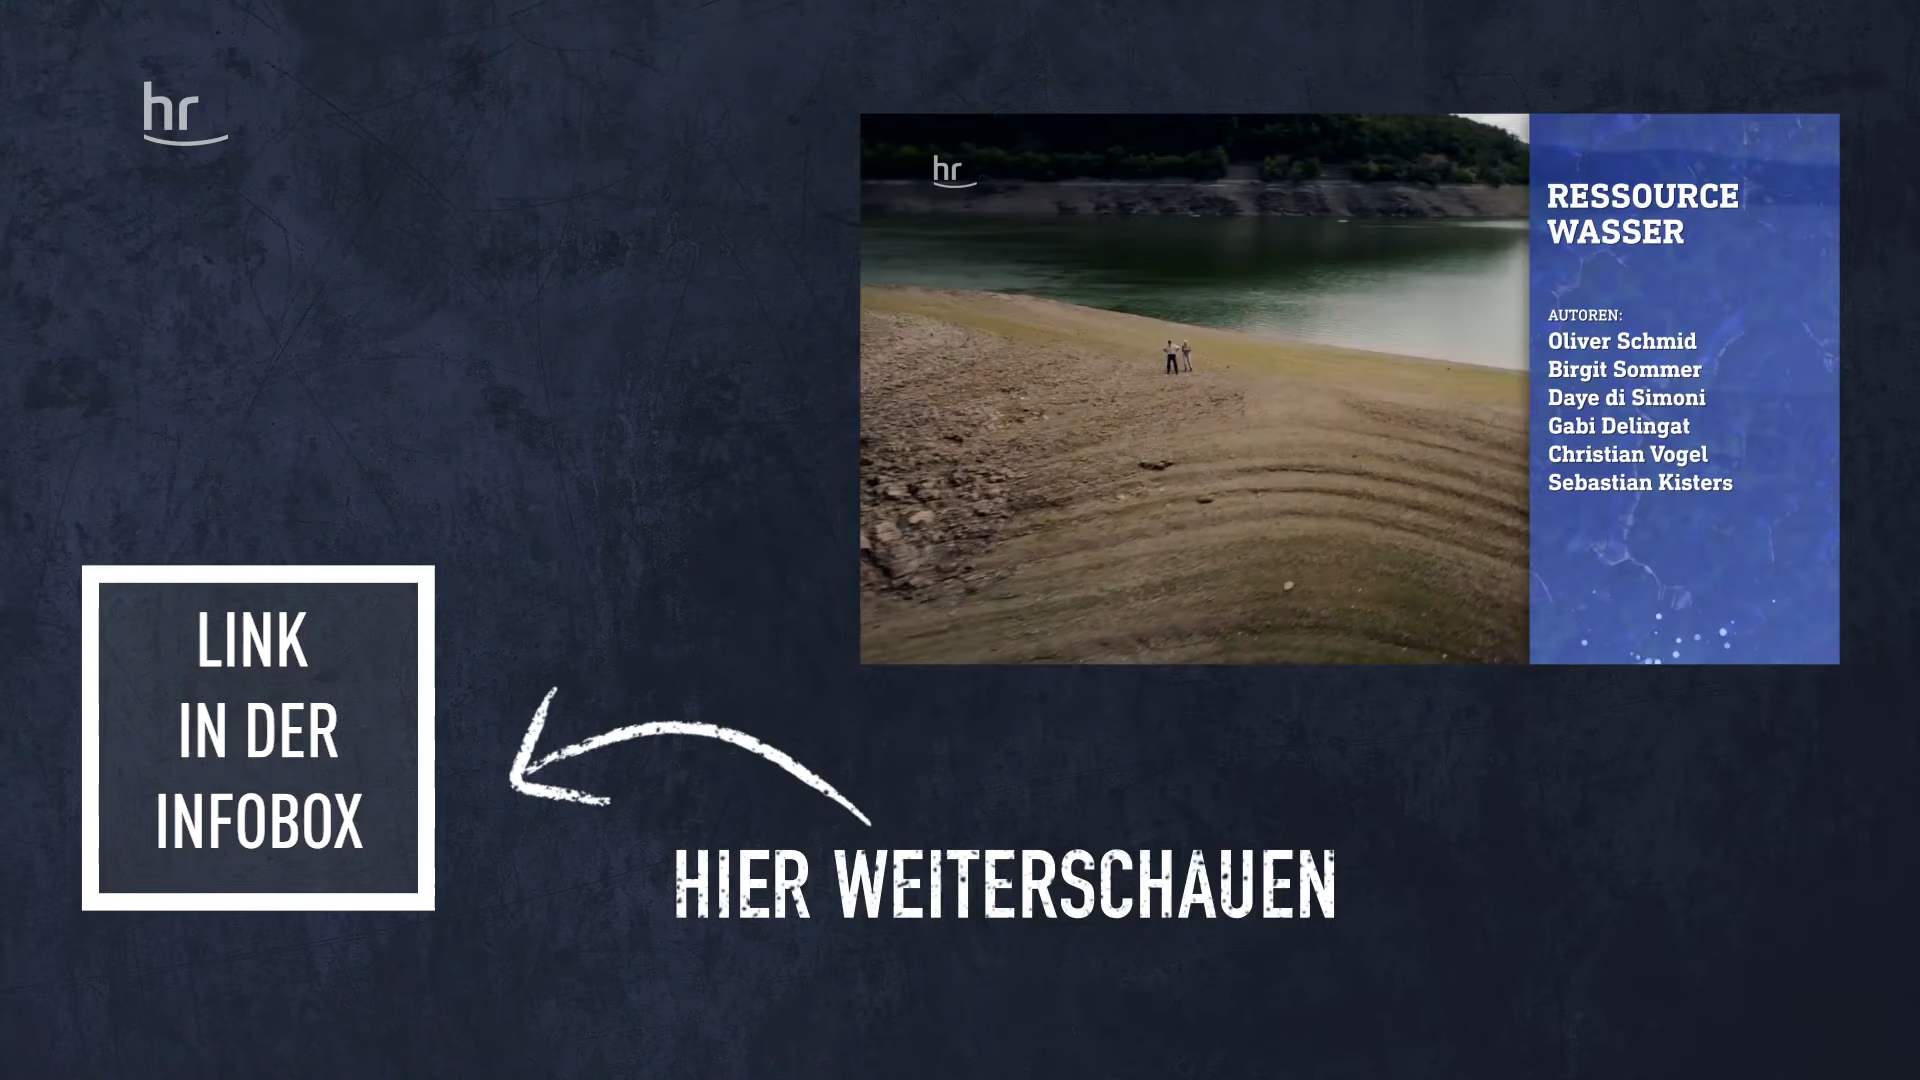 hr
hr
RESSOURCE
WASSER
AUTOREN:
Oliver Schmid
Birgit Sommer
Daye di Simoni
Gabi Delingat
Christian Vogel
Sebastian Kisters
LINK
IN DER
INFOBOX
HIER WEITERSCHAUEN